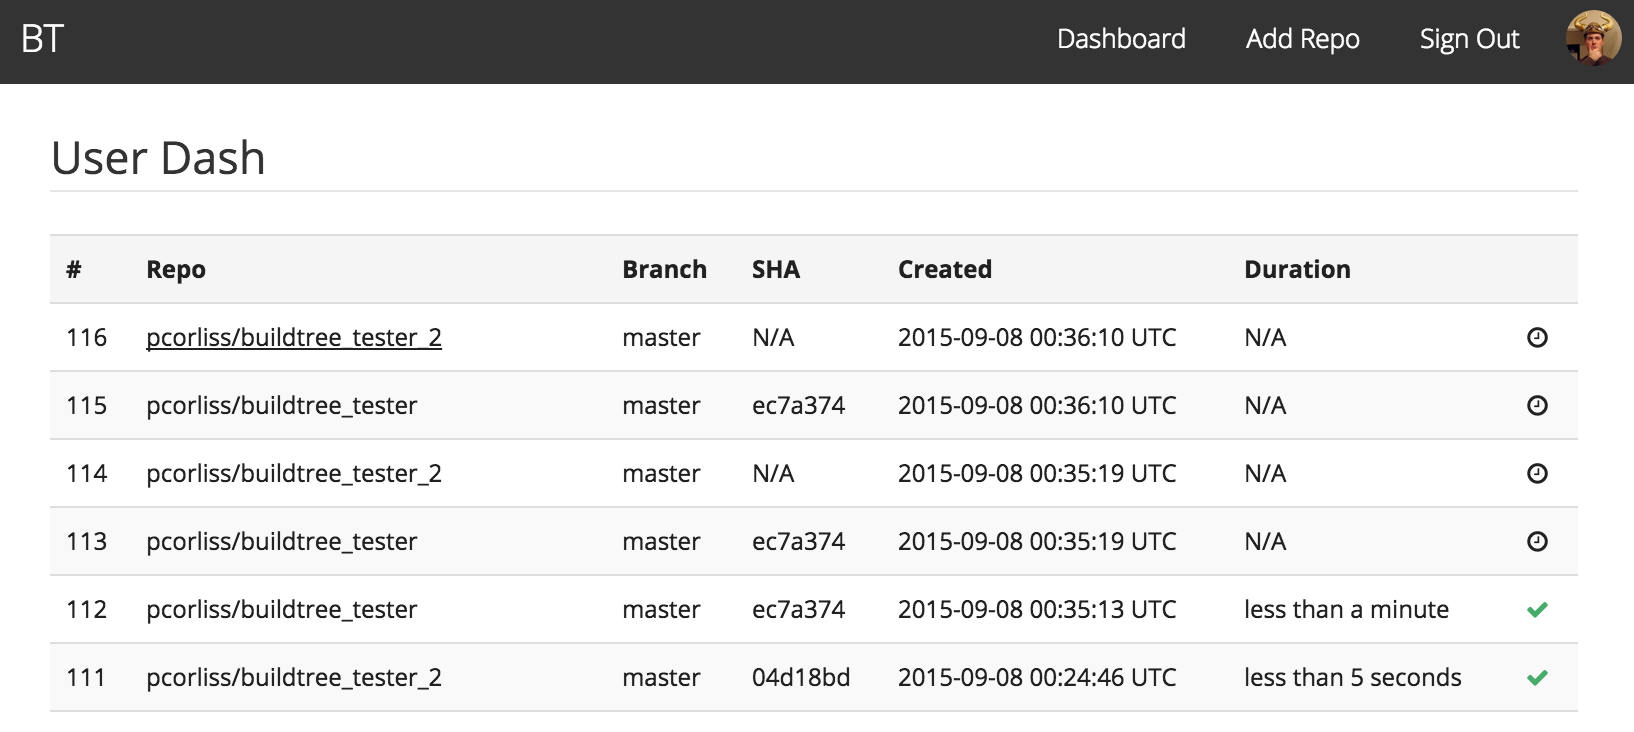 BT Dashboard Add Repo Sign Out
User Dash
# Repo Branch SHA Created Duration
116 pcorliss/buildtree_tester_2 master N/A 2015-09-08 00:36:10 UTC N/A
115 pcorliss/buildtree_tester master ec7a374 2015-09-08 00:36:10 UTC N/A
114 pcorliss/buildtree_tester_2 master N/A 2015-09-08 00:35:19 UTC N/A
113 pcorliss/buildtree_tester master ec7a374 2015-09-08 00:35:19 UTC N/A
112 pcorliss/buildtree_tester master ec7a374 2015-09-08 00:35:13 UTC less than a minute
111 pcorliss/buildtree_tester_2 master 04d18bd 2015-09-08 00:24:46 UTC less than 5 seconds